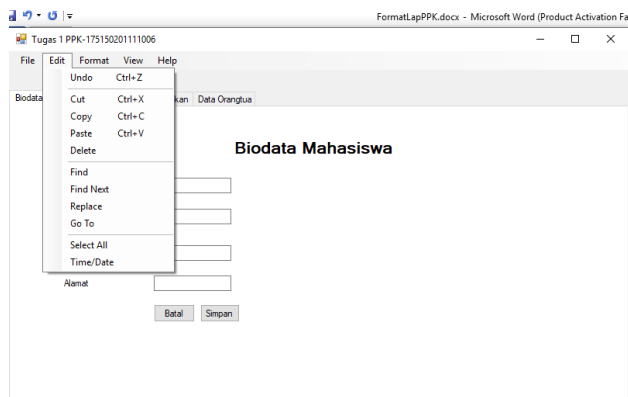 FormatLapPPK.docx - Microsoft Word (Product Activation Fa
Tugas 1 PPK-175150201111006
File Edit Format View Help
Undo Ctrl+Z
Biodata kan Data Orangtua
Cut Ctrl+X
Copy Ctrl+C
Paste Ctrl+V
Delete
Biodata Mahasiswa
Find
Find Next
Replace
Go To
Select All
Time/Date
Alamat
Batal Simpan